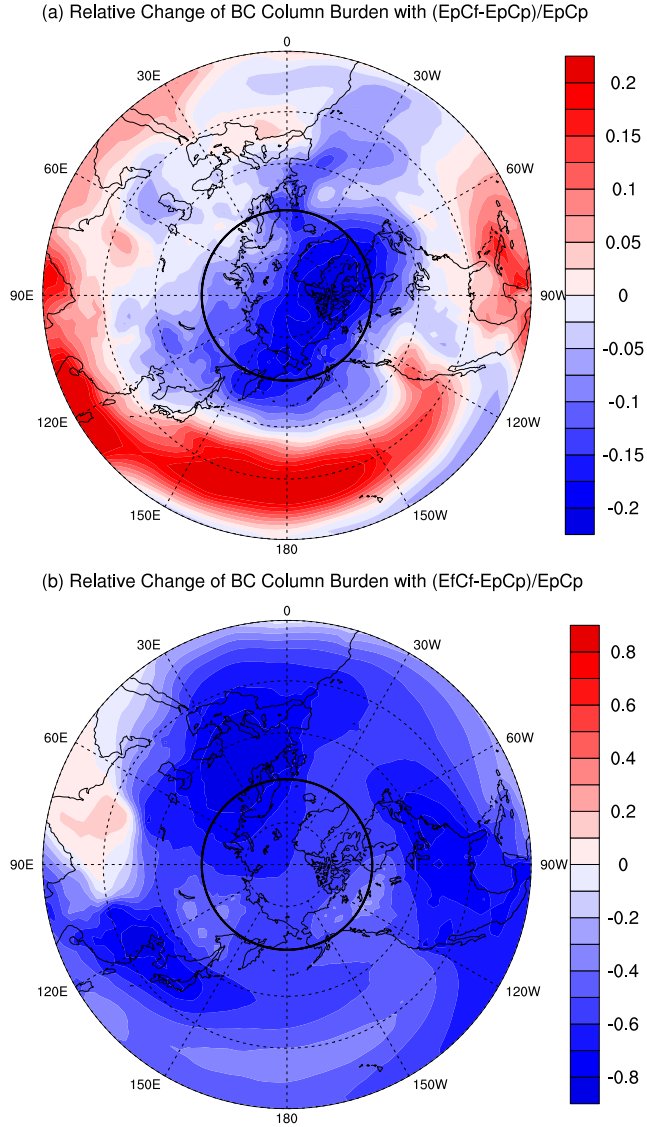 (a) Relative Change of BC Column Burden with (EpCf-EpCp)/EpCp
0
30E
30W
60E
60W
90E
90W
120E
120W
150E
150W
180
0.2
0.15
0.1
0.05
0
-0.05
-0.1
-0.15
-0.2
(b) Relative Change of BC Column Burden with (EfCf-EpCp)/EpCp
0
30E
30W
60E
60W
90E
90W
120E
120W
150E
150W
180
0.8
0.6
0.4
0.2
0
-0.2
-0.4
-0.6
-0.8